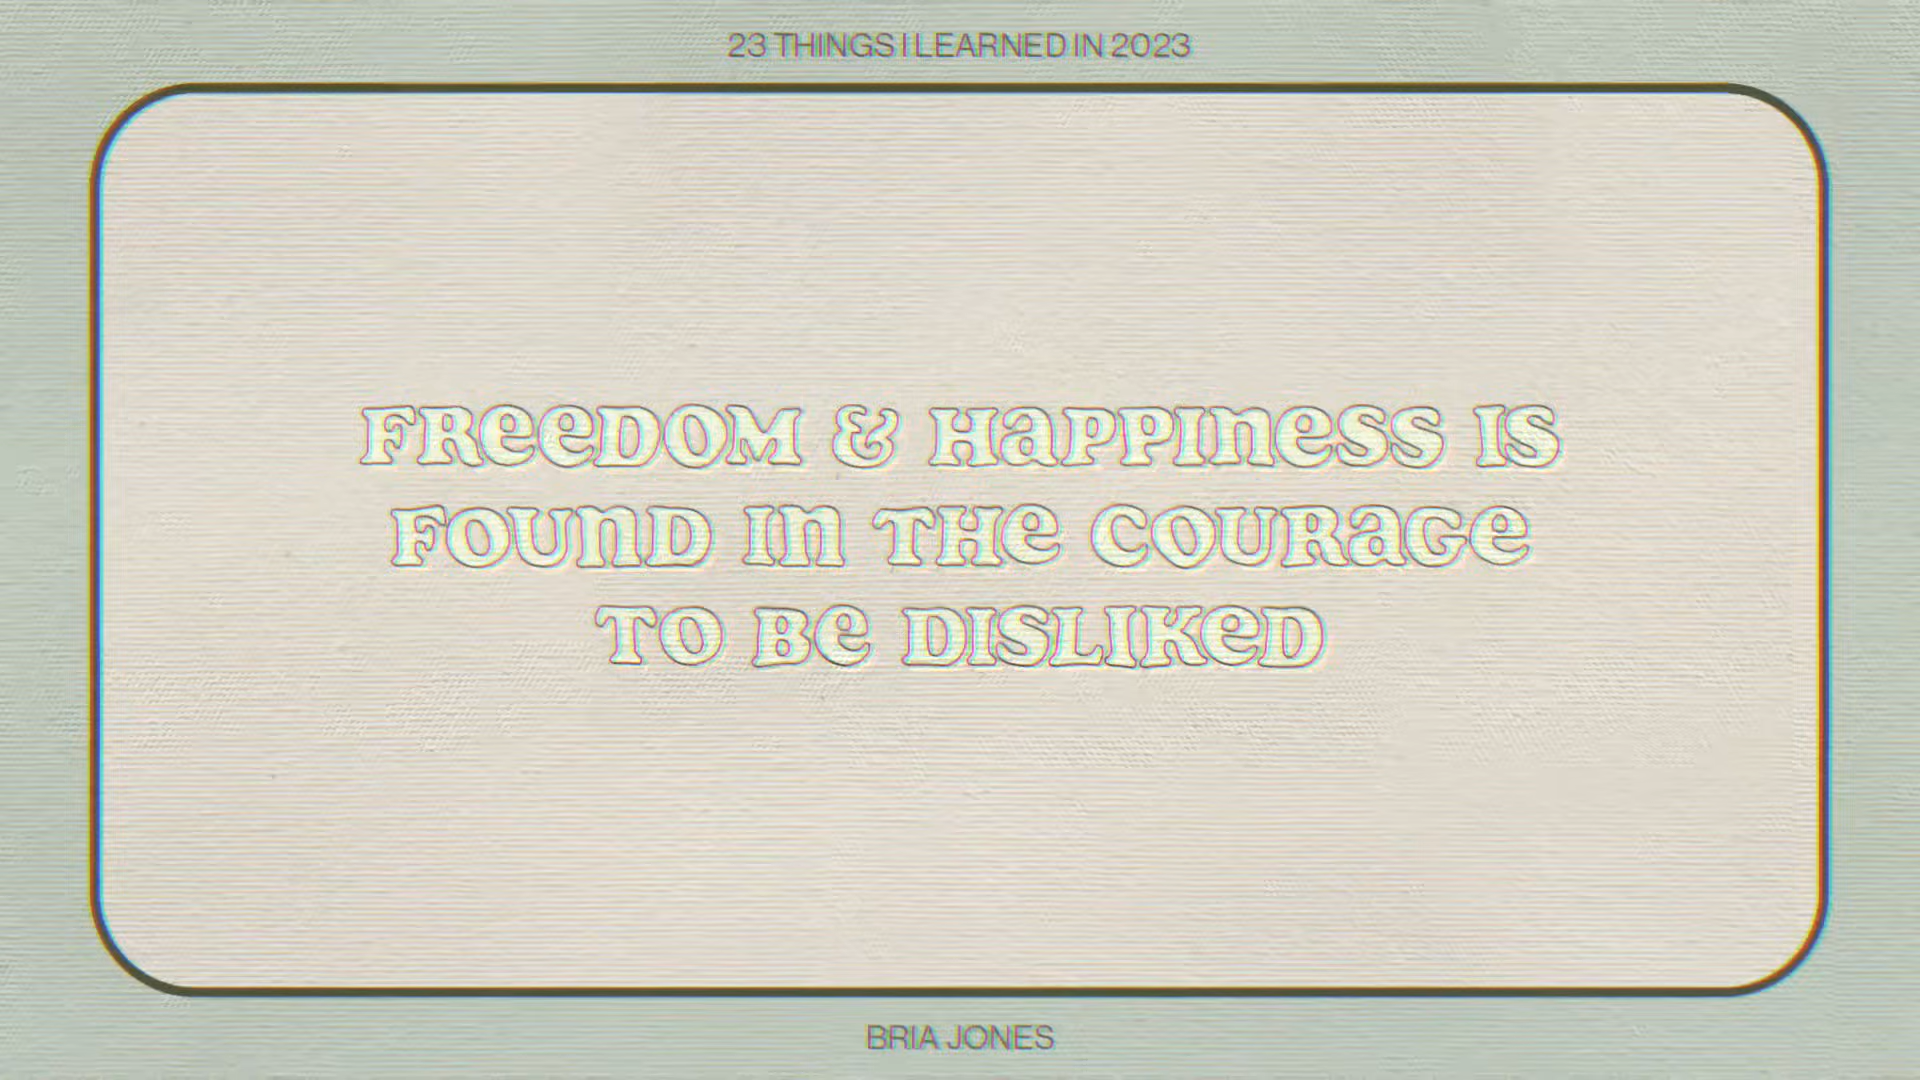 23 THINGS I LEARNED IN 2023
FReeDOM & HaPPIness IS
FOUnD In THe COURaGe
TO Be DISLIKeD
BRIA JONES